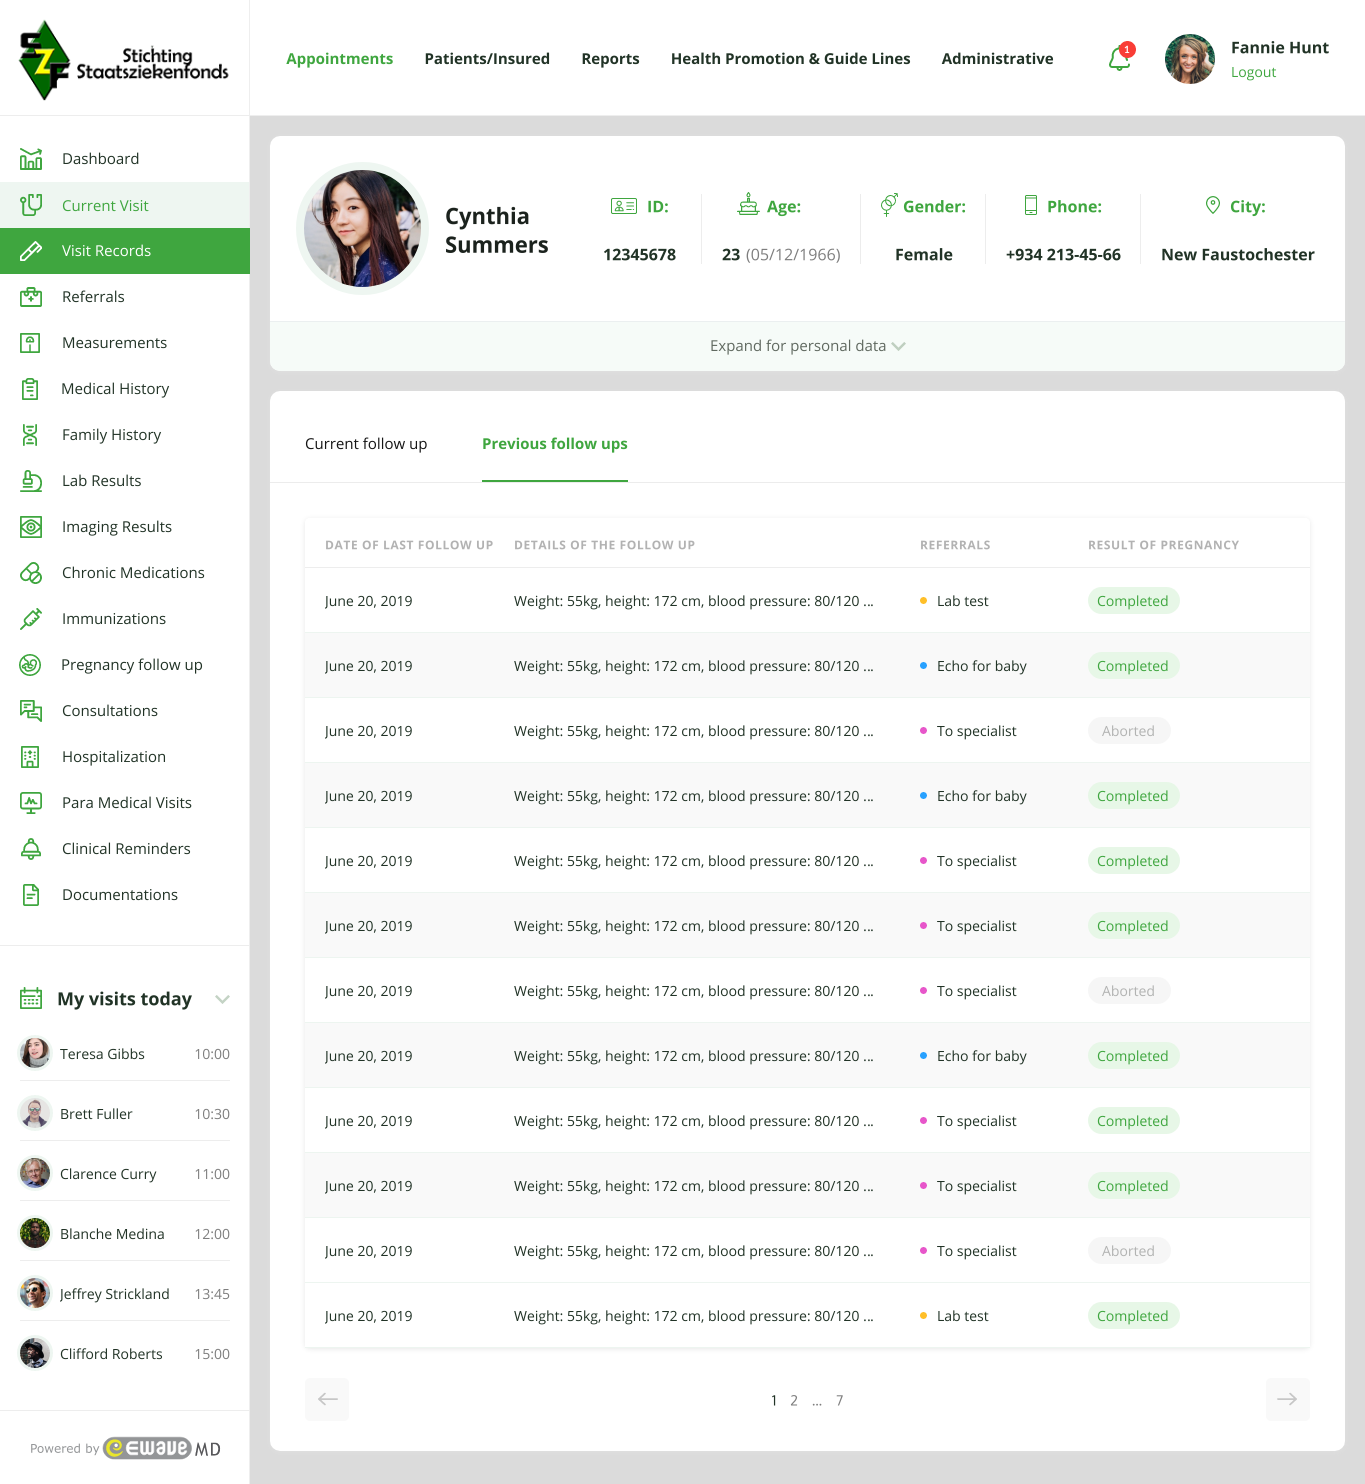 SZF
Stichting
Staatsziekenfonds
Appointments
Patients/Insured
Reports
Health Promotion & Guide Lines
Administrative
1
Fannie Hunt
Logout
Dashboard
Current Visit
Visit Records
Referrals
Measurements
Medical History
Family History
Lab Results
Imaging Results
Chronic Medications
Immunizations
Pregnancy follow up
Consultations
Hospitalization
Para Medical Visits
Clinical Reminders
Documentations
My visits today
Teresa Gibbs 10:00
Brett Fuller 10:30
Clarence Curry 11:00
Blanche Medina 12:00
Jeffrey Strickland 13:45
Clifford Roberts 15:00
Powered by ewave MD
Cynthia
Summers
ID:
12345678
Age:
23 (05/12/1966)
Gender:
Female
Phone:
+934 213-45-66
City:
New Faustochester
Expand for personal data
Current follow up
Previous follow ups
DATE OF LAST FOLLOW UP DETAILS OF THE FOLLOW UP REFERRALS RESULT OF PREGNANCY
June 20, 2019 Weight: 55kg, height: 172 cm, blood pressure: 80/120 ... Lab test Completed
June 20, 2019 Weight: 55kg, height: 172 cm, blood pressure: 80/120 ... Echo for baby Completed
June 20, 2019 Weight: 55kg, height: 172 cm, blood pressure: 80/120 ... To specialist Aborted
June 20, 2019 Weight: 55kg, height: 172 cm, blood pressure: 80/120 ... Echo for baby Completed
June 20, 2019 Weight: 55kg, height: 172 cm, blood pressure: 80/120 ... To specialist Completed
June 20, 2019 Weight: 55kg, height: 172 cm, blood pressure: 80/120 ... To specialist Completed
June 20, 2019 Weight: 55kg, height: 172 cm, blood pressure: 80/120 ... To specialist Aborted
June 20, 2019 Weight: 55kg, height: 172 cm, blood pressure: 80/120 ... Echo for baby Completed
June 20, 2019 Weight: 55kg, height: 172 cm, blood pressure: 80/120 ... To specialist Completed
June 20, 2019 Weight: 55kg, height: 172 cm, blood pressure: 80/120 ... To specialist Completed
June 20, 2019 Weight: 55kg, height: 172 cm, blood pressure: 80/120 ... To specialist Aborted
June 20, 2019 Weight: 55kg, height: 172 cm, blood pressure: 80/120 ... Lab test Completed
1 2 ... 7